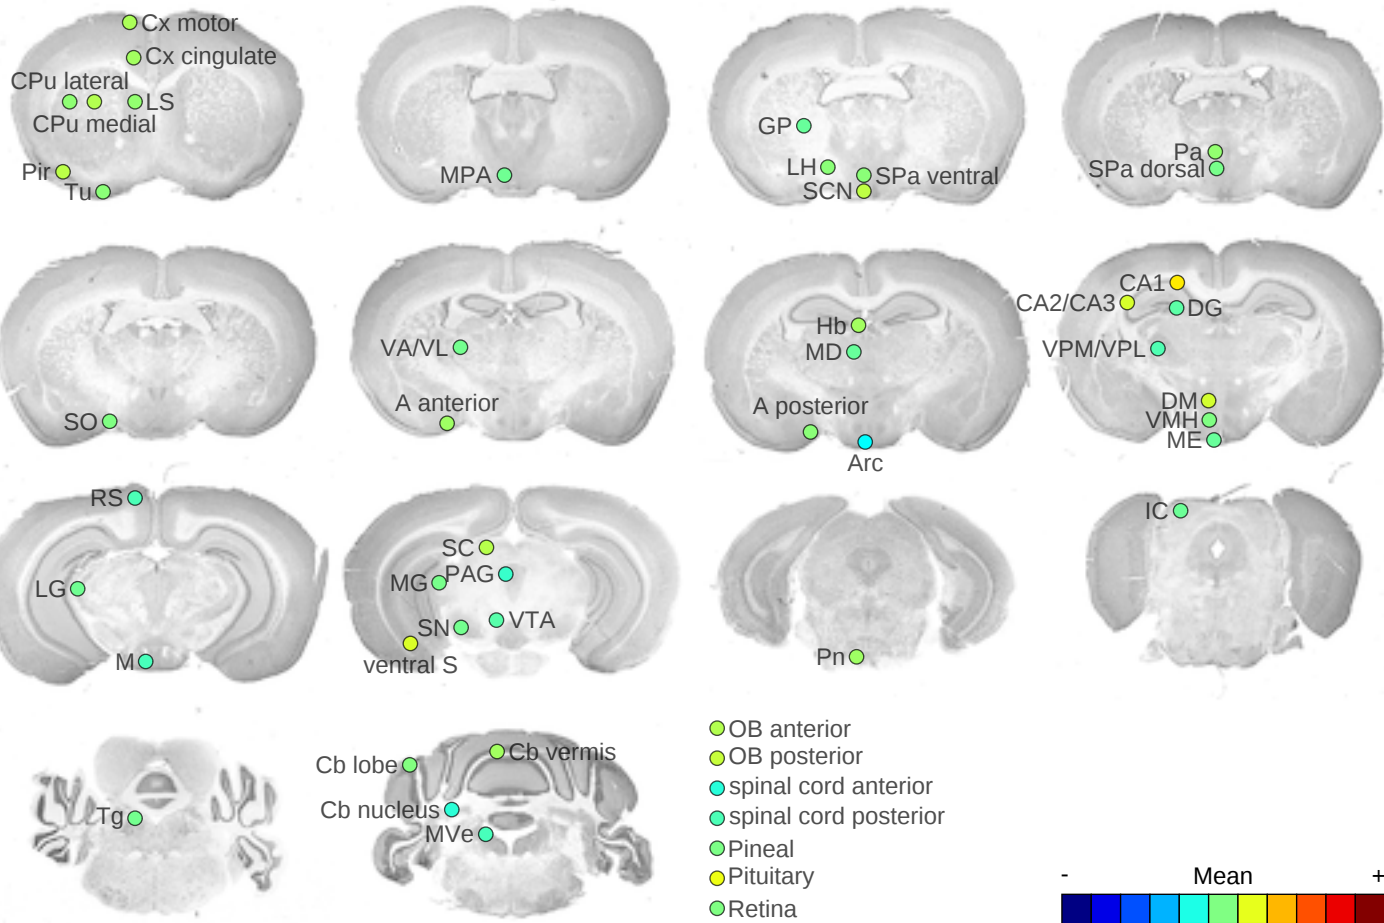 Cx motor
Cx cingulate
CPu lateral
LS
CPu medial
Pir
Tu
MPA
GP
LH
SPa ventral
SCN
Pa
SPa dorsal
SO
VA/VL
A anterior
Hb
MD
A posterior
Arc
CA1
CA2/CA3
DG
VPM/VPL
DM
VMH
ME
RS
LG
M
SC
MG
PAG
SN
VTA
ventral S
Pn
IC
Tg
Cb lobe
Cb vermis
Cb nucleus
MVe
OB anterior
OB posterior
spinal cord anterior
spinal cord posterior
Pineal
Pituitary
Retina
- Mean +